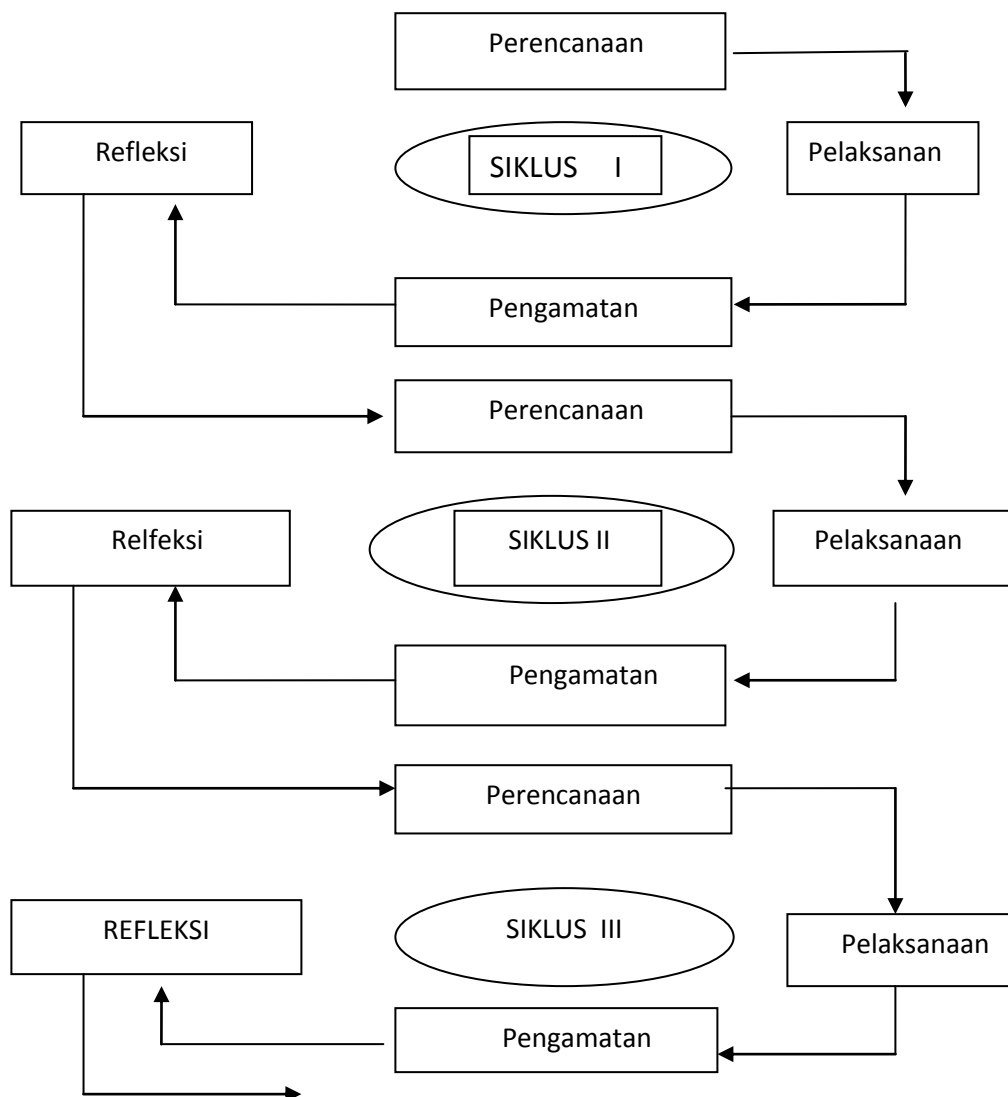 Perencanaan
Refleksi
SIKLUS I
Pelaksanan
Pengamatan
Perencanaan
Relfeksi
SIKLUS II
Pelaksanaan
Pengamatan
Perencanaan
REFLEKSI
SIKLUS III
Pelaksanaan
Pengamatan